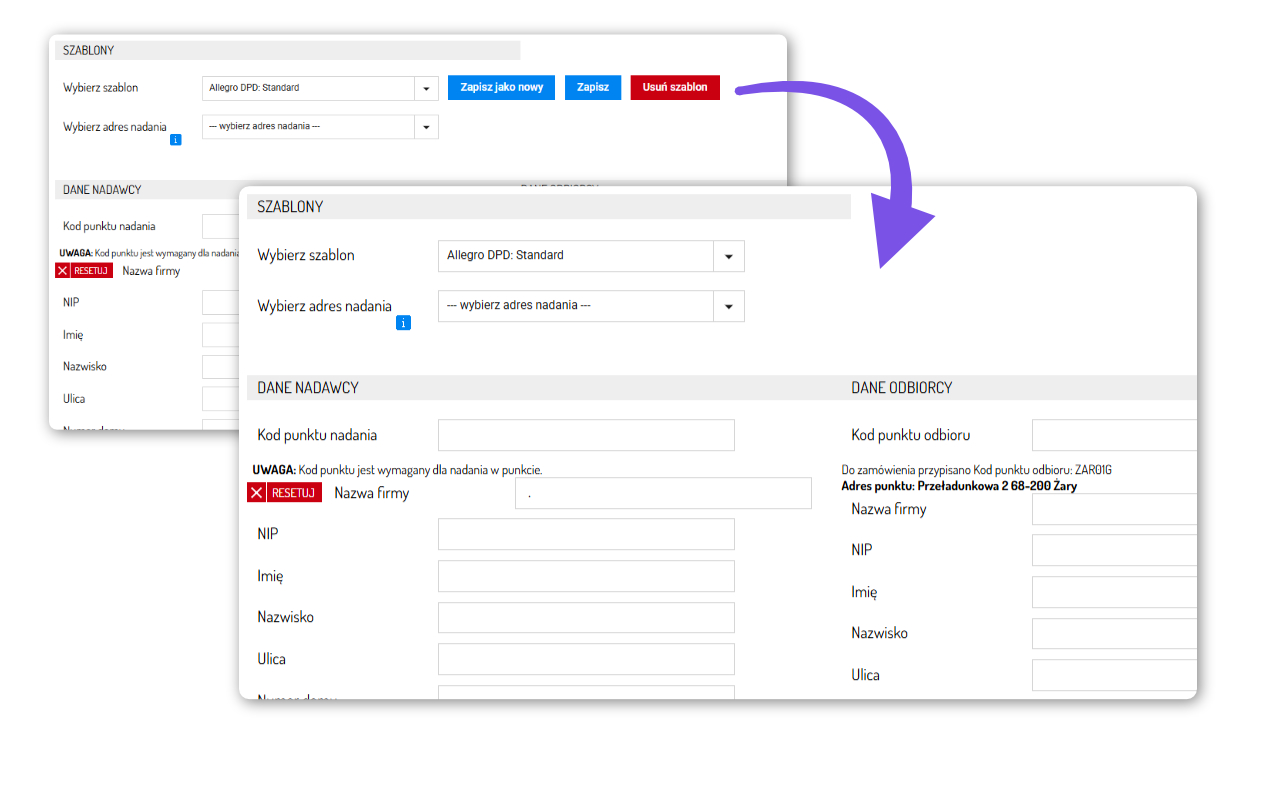 SZABLONY
Wybierz szablon Allegro DPD: Standard Zapisz jako nowy Zapisz Usuń szablon
Wybierz adres nadania --- wybierz adres nadania ---
i
DANE NADAWCY
Kod punktu nadania
UWAGA: Kod punktu jest wymagany dla nadania
RESETUJ Nazwa firmy
NIP
Imię
Nazwisko
Ulica
SZABLONY
Wybierz szablon Allegro DPD: Standard
Wybierz adres nadania --- wybierz adres nadania ---
i
DANE NADAWCY DANE ODBIORCY
Kod punktu nadania Kod punktu odbioru
UWAGA: Kod punktu jest wymagany dla nadania w punkcie. Do zamówienia przypisano Kod punktu odbioru: ZAR01G
Adres punktu: Przeładunkowa 2 68-200 Żary
RESETUJ Nazwa firmy . Nazwa firmy
NIP NIP
Imię Imię
Nazwisko Nazwisko
Ulica Ulica